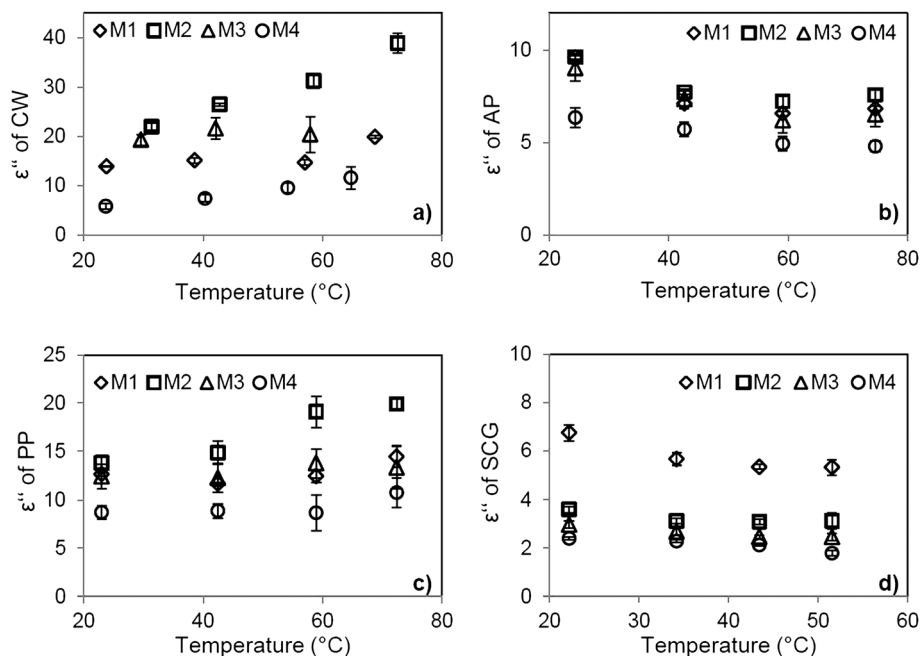 ◇M1 □M2 △M3 ○M4
ε“ of CW
40
30
20
10
0
20 40 60 80
Temperature (°C)
a)
◇M1 □M2 △M3 ○M4
ε“ of AP
10
5
0
20 40 60 80 100
Temperature (°C)
b)
◇M1 □M2 △M3 ○M4
ε“ of PP
25
20
15
10
5
0
20 40 60 80
Temperature (°C)
c)
◇M1 □M2 △M3 ○M4
ε“ of SCG
10
8
6
4
2
0
20 30 40 50 60
Temperature (°C)
d)